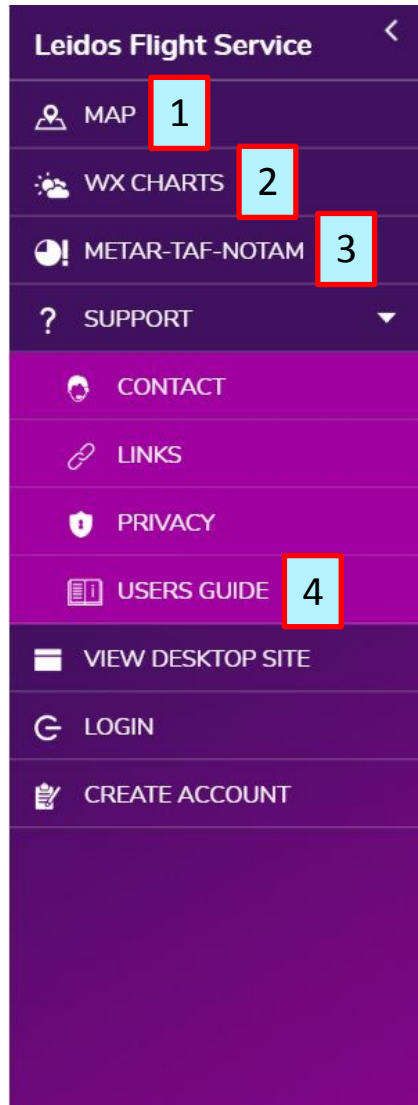 Leidos Flight Service <
MAP 1
WX CHARTS 2
METAR-TAF-NOTAM 3
? SUPPORT
CONTACT
LINKS
PRIVACY
USERS GUIDE 4
VIEW DESKTOP SITE
LOGIN
CREATE ACCOUNT